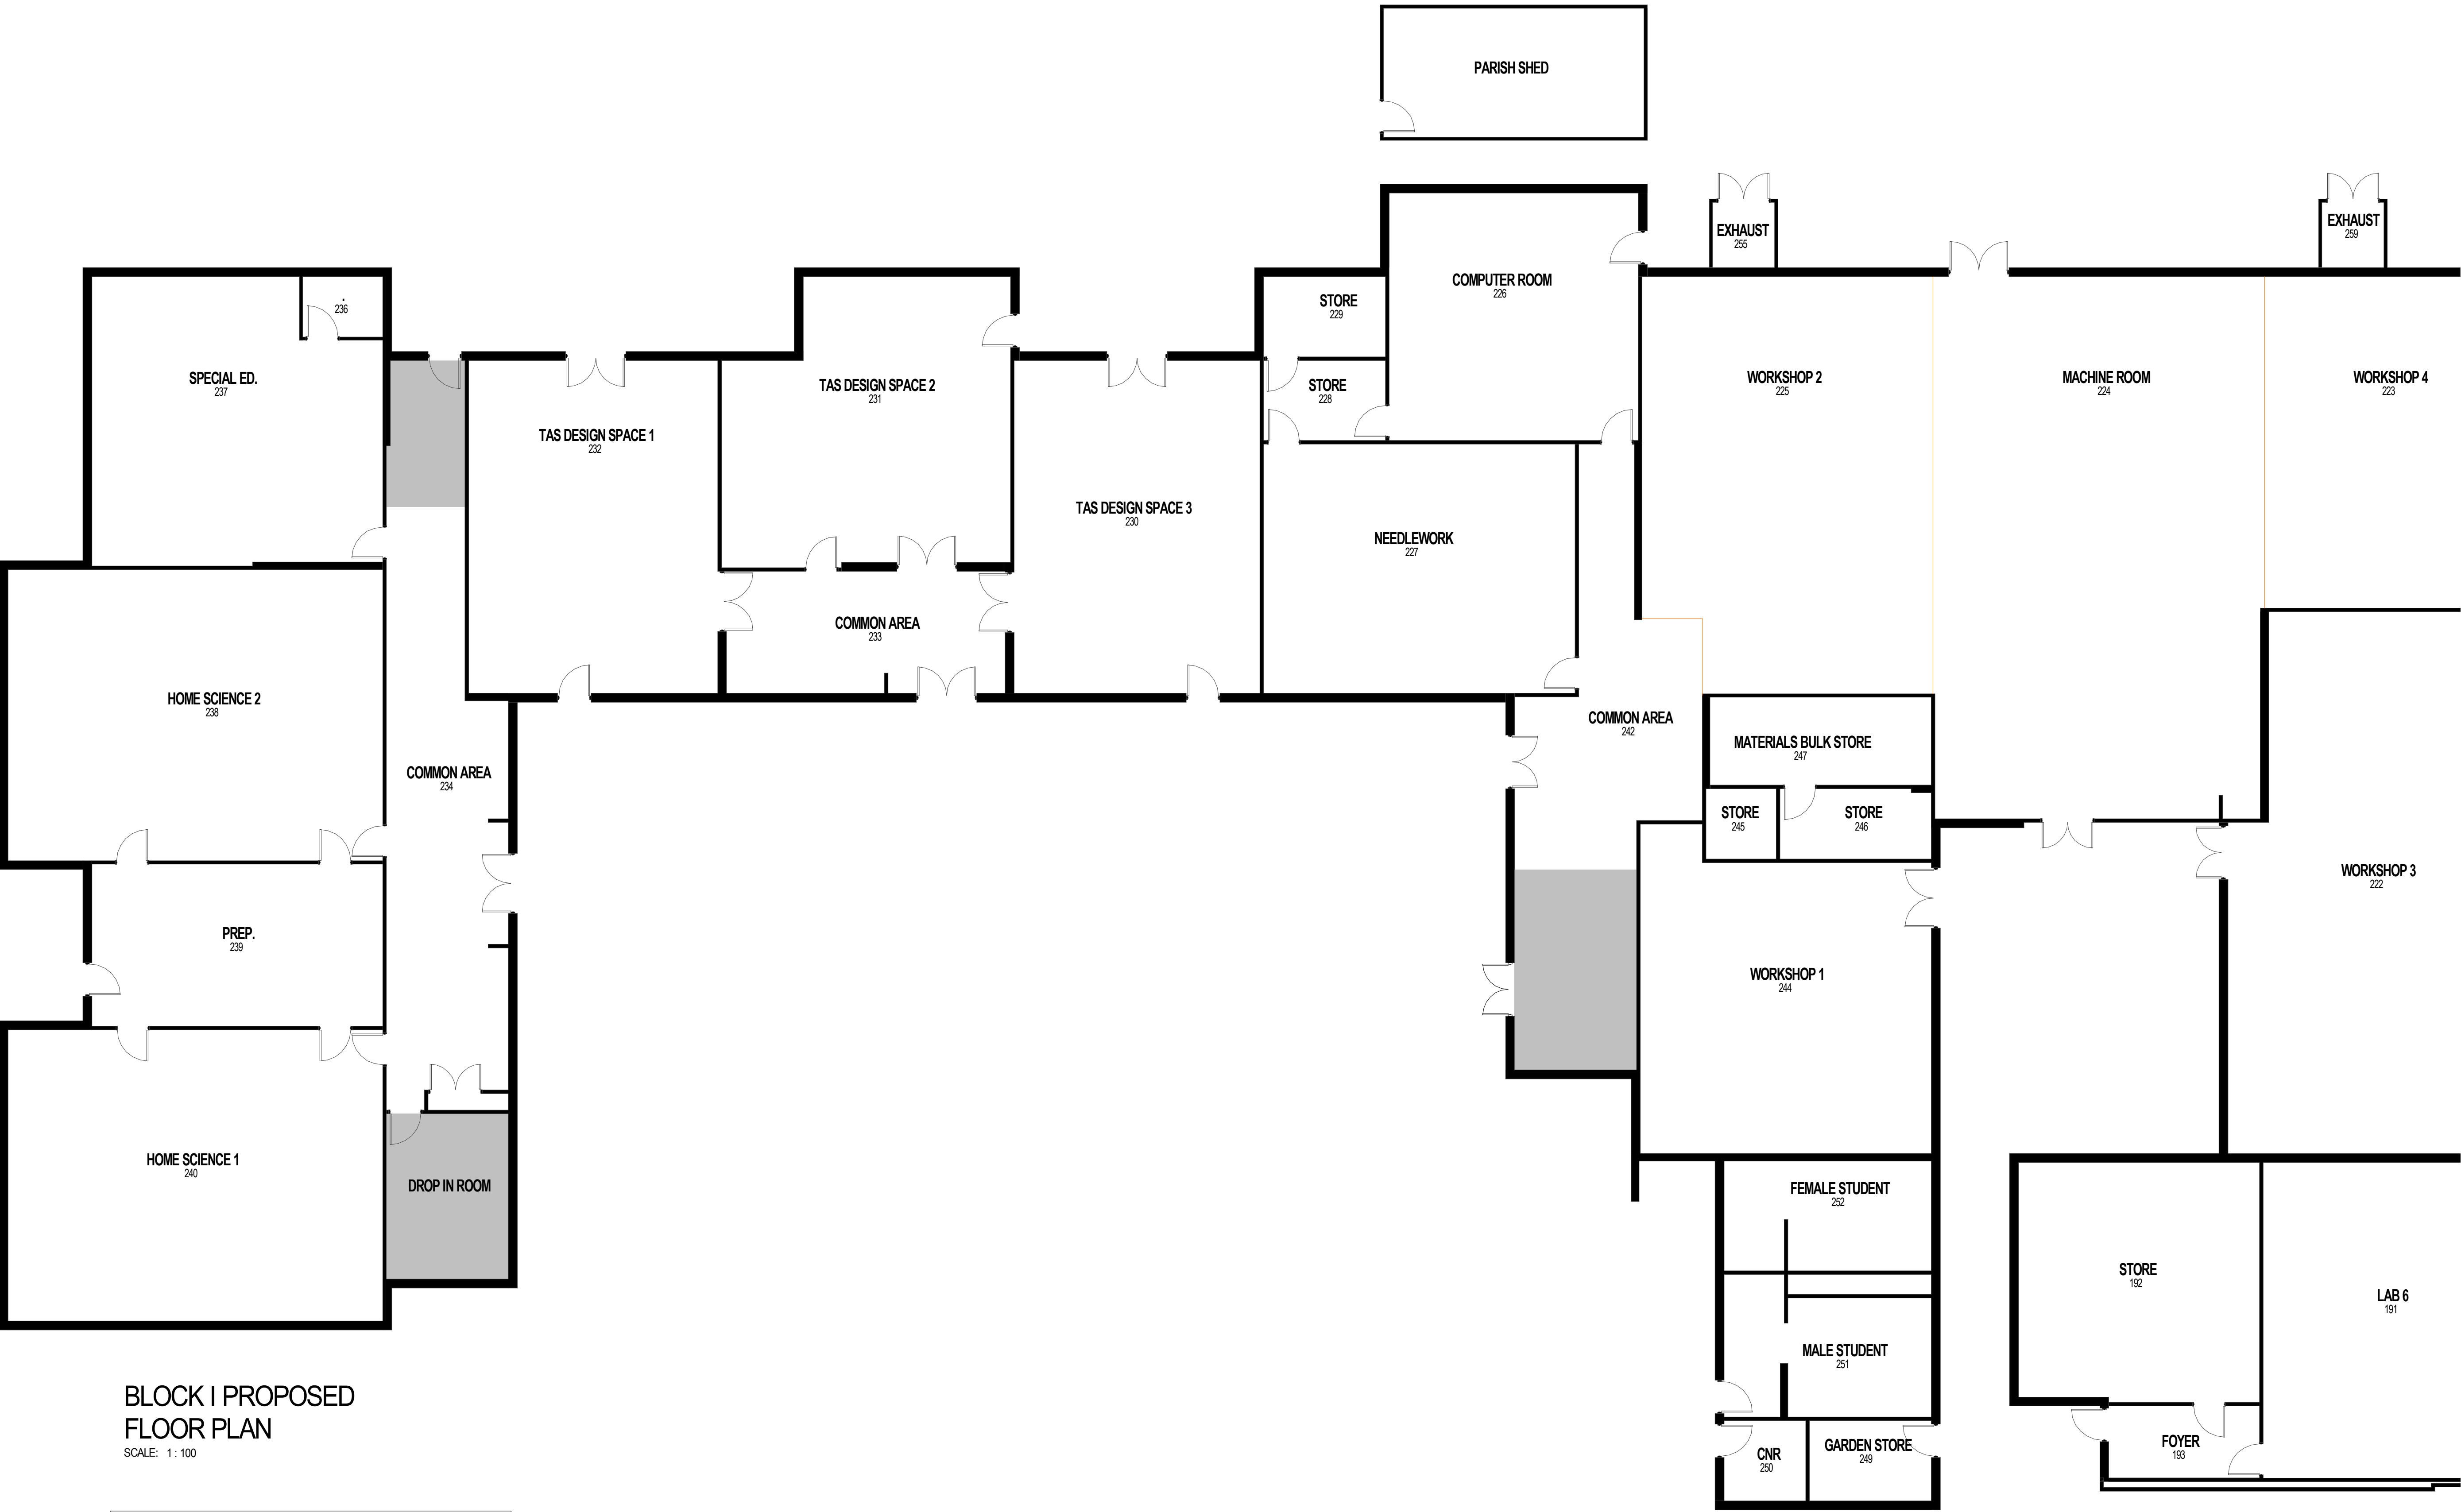 PARISH SHED
EXHAUST
255
EXHAUST
259
.
236
COMPUTER ROOM
226
STORE
229
SPECIAL ED.
237
TAS DESIGN SPACE 2
231
STORE
228
WORKSHOP 2
225
MACHINE ROOM
224
WORKSHOP 4
223
TAS DESIGN SPACE 1
232
TAS DESIGN SPACE 3
230
NEEDLEWORK
227
COMMON AREA
233
HOME SCIENCE 2
238
COMMON AREA
242
MATERIALS BULK STORE
247
COMMON AREA
234
STORE
245
STORE
246
WORKSHOP 3
222
PREP.
239
WORKSHOP 1
244
HOME SCIENCE 1
240
DROP IN ROOM
FEMALE STUDENT
252
STORE
192
LAB 6
191
MALE STUDENT
251
BLOCK I PROPOSED
FLOOR PLAN
SCALE: 1 : 100
CNR
250
GARDEN STORE
249
FOYER
193